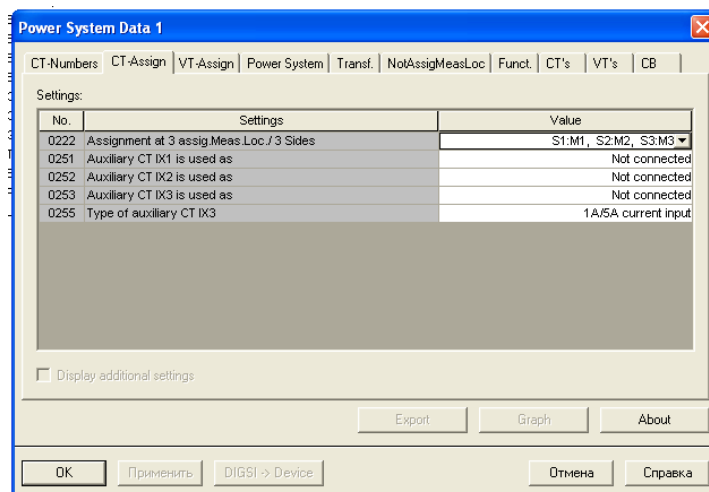 Power System Data 1
CT-Numbers CT-Assign VT-Assign Power System Transf. NotAssigMeasLoc Funct. CT's VT's CB
Settings:
No. Settings Value
0222 Assignment at 3 assig.Meas.Loc./ 3 Sides S1:M1, S2:M2, S3:M3
0251 Auxiliary CT IX1 is used as Not connected
0252 Auxiliary CT IX2 is used as Not connected
0253 Auxiliary CT IX3 is used as Not connected
0255 Type of auxiliary CT IX3 1A/5A current input
Display additional settings
Export Graph About
OK Применить DIGSI -> Device Отмена Справка